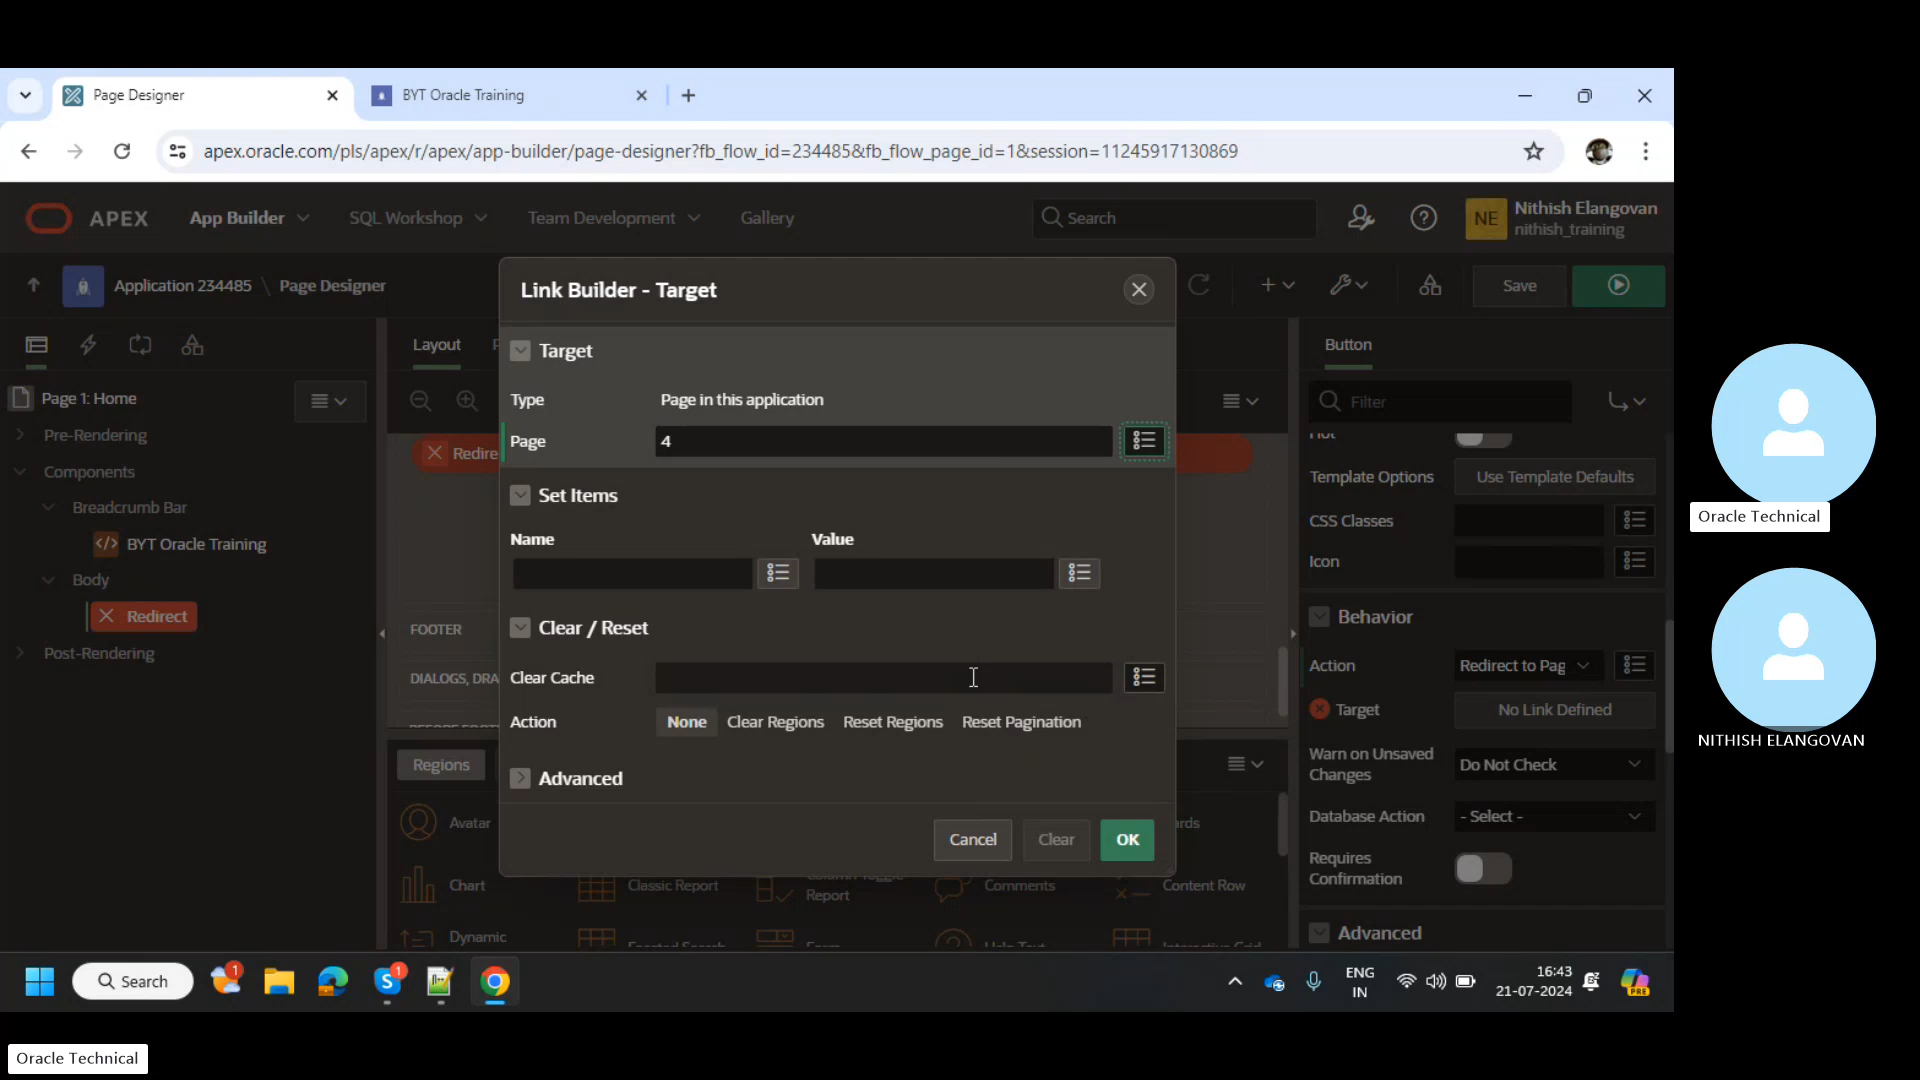 Page Designer
BYT Oracle Training
apex.oracle.com/pls/apex/r/apex/app-builder/page-designer?fb_flow_id=234485&fb_flow_page_id=1&session=11245917130869
APEX
App Builder
SQL Workshop
Team Development
Gallery
Search
NE
Nithish Elangovan
nithish_training
Application 234485 \ Page Designer
Save
Link Builder - Target
Layout
Button
Target
Type
Page in this application
Page
4
Filter
Page 1: Home
Pre-Rendering
Components
Breadcrumb Bar
BYT Oracle Training
Body
Redirect
Post-Rendering
Redire
Set Items
Name
Value
Template Options
Use Template Defaults
CSS Classes
Icon
FOOTER
DIALOGS, DRA
Clear / Reset
Clear Cache
Action
None
Clear Regions
Reset Regions
Reset Pagination
Advanced
Cancel
Clear
OK
Behavior
Action
Redirect to Pag
Target
No Link Defined
Warn on Unsaved
Changes
Do Not Check
Database Action
- Select -
Requires
Confirmation
Advanced
Regions
Avatar
Chart
Classic Report
Report
Comments
Content Row
Dynamic
Oracle Technical
NITHISH ELANGOVAN
Search
1
1
ENG
IN
16:43
21-07-2024
PRE
Oracle Technical